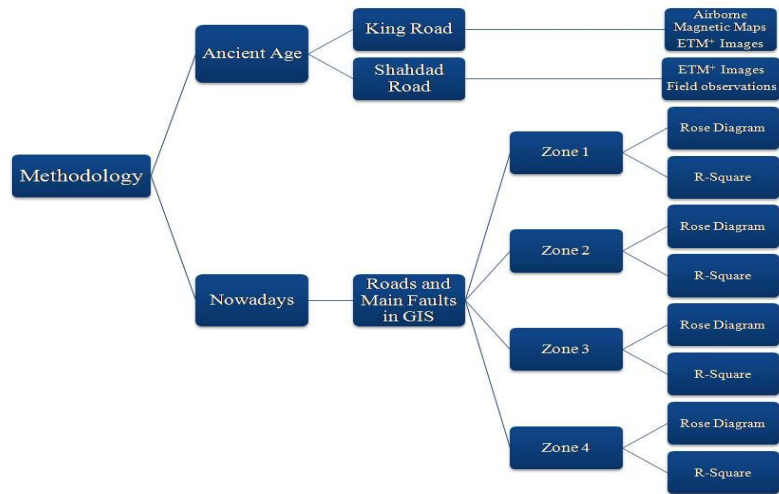 Methodology
Ancient Age
King Road
Airborne
Magnetic Maps
ETM⁺ Images
Shahdad
Road
ETM⁺ Images
Field observations
Nowadays
Roads and
Main Faults
in GIS
Zone 1
Rose Diagram
R-Square
Zone 2
Rose Diagram
R-Square
Zone 3
Rose Diagram
R-Square
Zone 4
Rose Diagram
R-Square